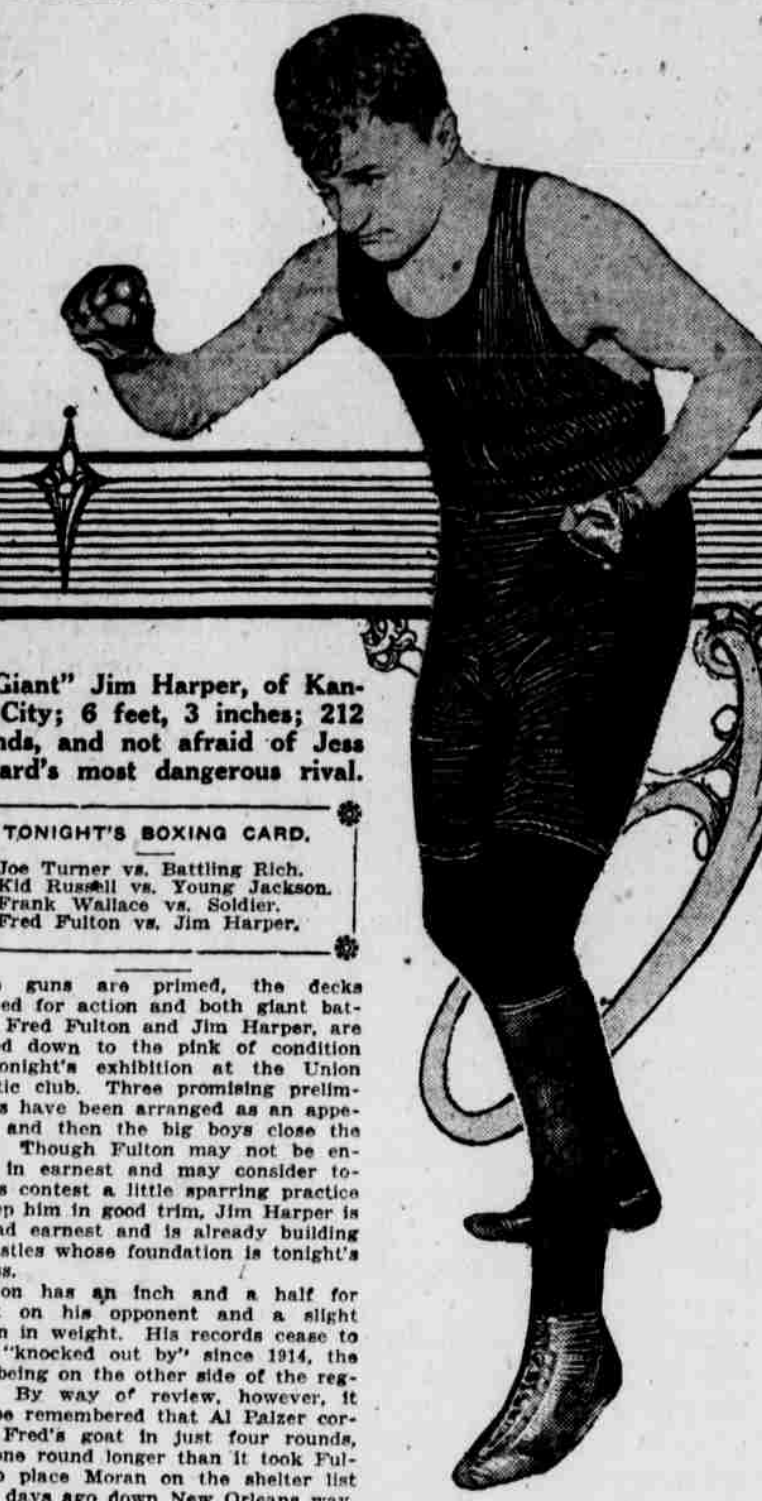 Giant" Jim Harper, of Kan-
City; 6 feet, 3 inches; 212
nds, and not afraid of Jess
ard's most dangerous rival.
TONIGHT'S BOXING CARD.
Joe Turner vs. Battling Rich.
Kid Russell vs. Young Jackson.
Frank Wallace vs. Soldier.
Fred Fulton vs. Jim Harper.
guns are primed, the decks
ed for action and both giant bat-
Fred Fulton and Jim Harper, are
d down to the pink of condition
onight's exhibition at the Union
tic club. Three promising prelim-
s have been arranged as an appe-
and then the big boys close the
Though Fulton may not be en-
in earnest and may consider to-
s contest a little sparring practice
p him in good trim, Jim Harper is
ad earnest and is already building
stles whose foundation is tonight's
s.
on has an inch and a half for
on his opponent and a slight
n in weight. His records cease to
"knocked out by" since 1914, the
being on the other side of the reg-
By way of review, however, it
be remembered that Al Palzer cor-
Fred's goat in just four rounds,
one round longer than it took Ful-
o place Moran on the shelter list
days ago down New Orleans way.